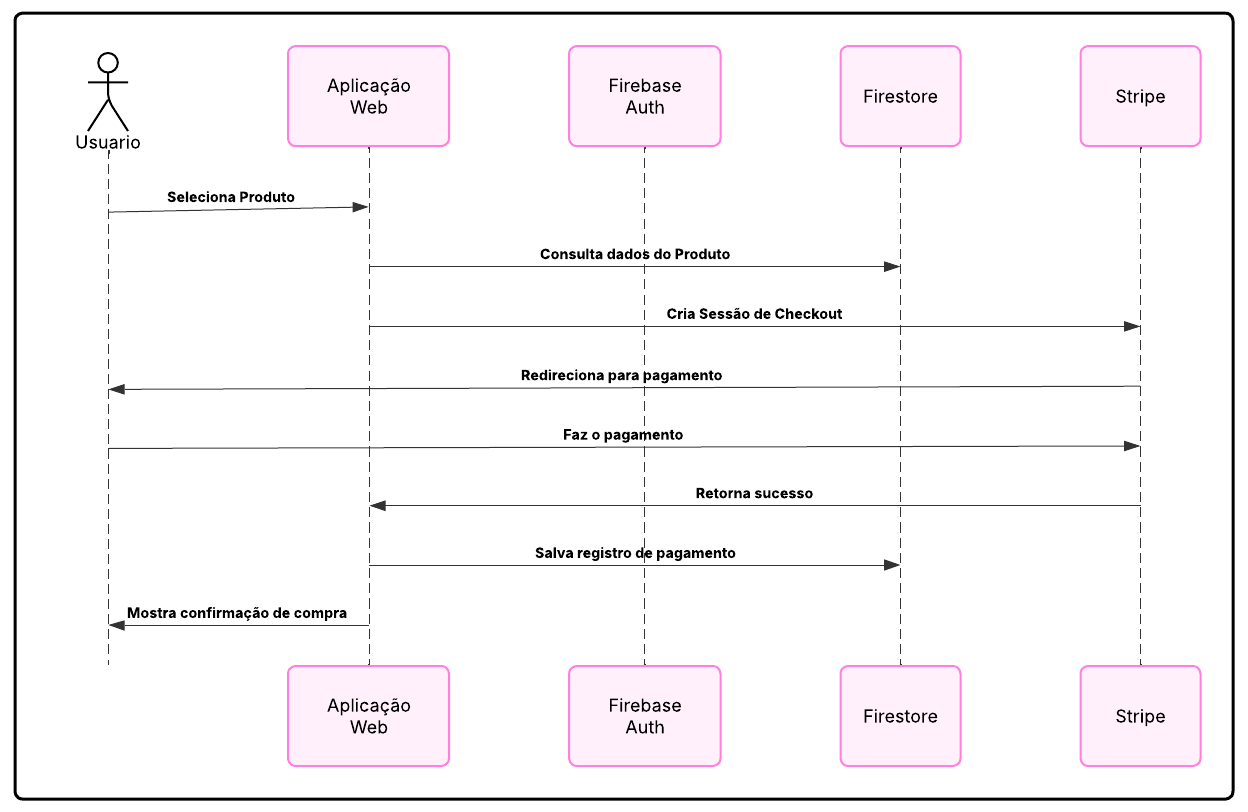 Usuario
Aplicação
Web
Firebase
Auth
Firestore
Stripe
Seleciona Produto
Consulta dados do Produto
Cria Sessão de Checkout
Redireciona para pagamento
Faz o pagamento
Retorna sucesso
Salva registro de pagamento
Mostra confirmação de compra
Aplicação
Web
Firebase
Auth
Firestore
Stripe